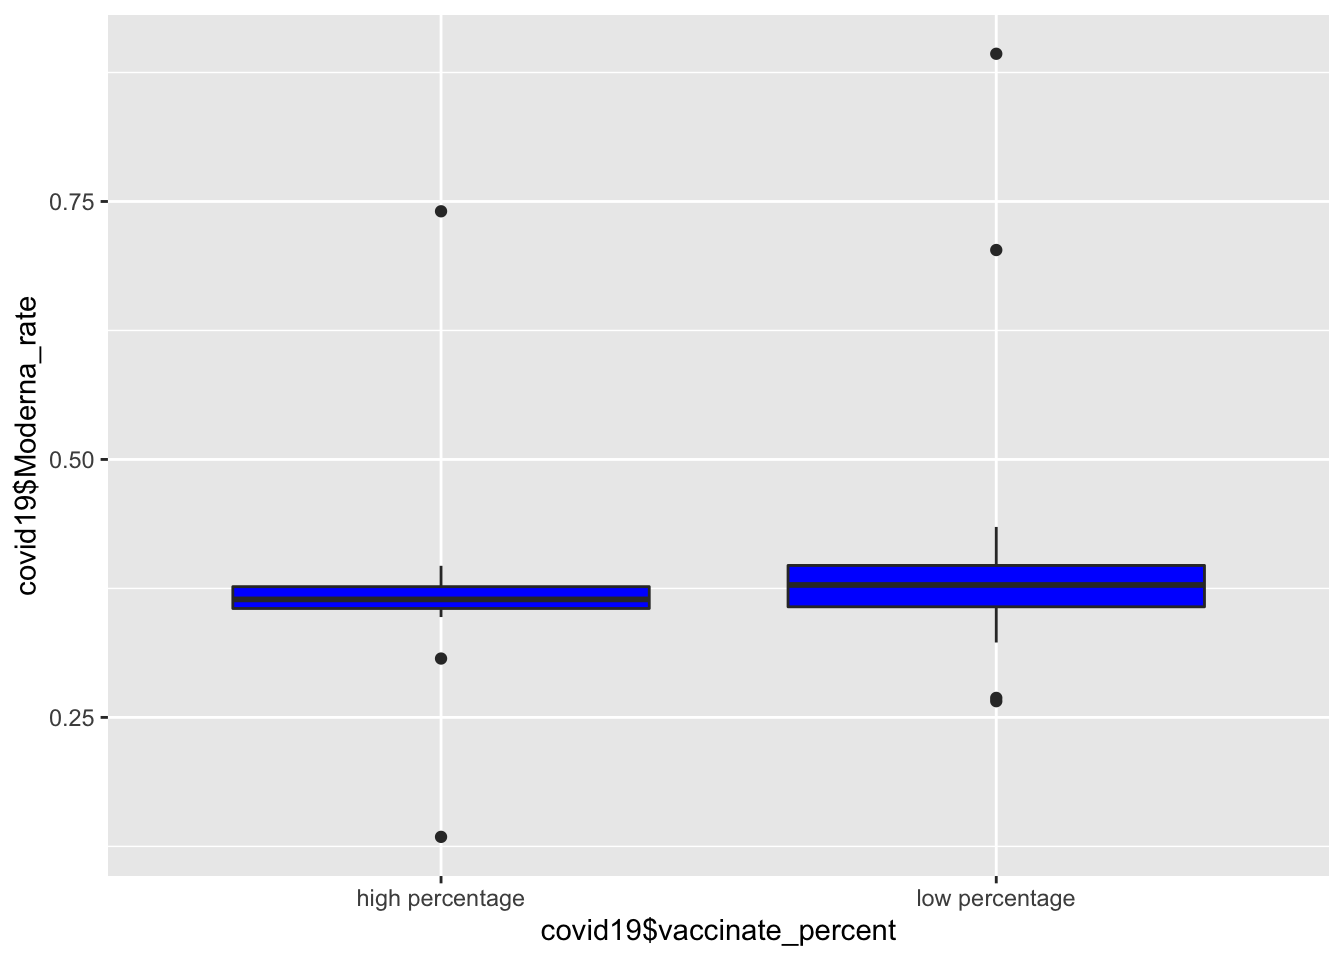 covid19$Moderna_rate
0.75
0.50
0.25
high percentage
low percentage
covid19$vaccinate_percent